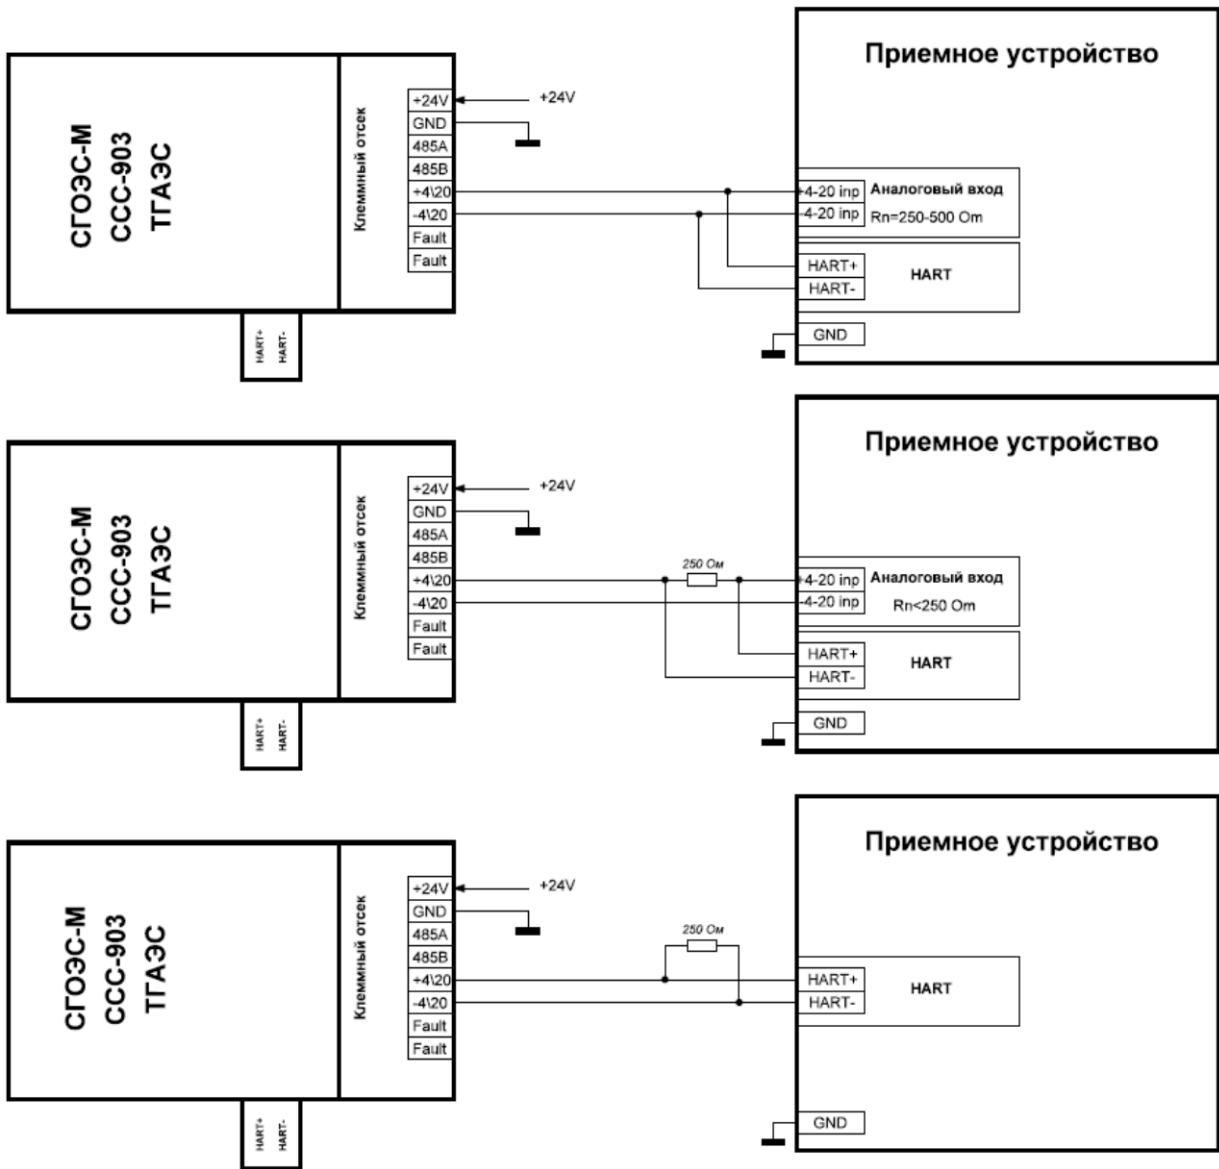 Приемное устройство
СГОЭС-М
ССС-903
ТГАЭС
Клеммный отсек
+24V
+24V
GND
485A
485B
+4\20
-4\20
Fault
Fault
+4-20 inp
-4-20 inp
Аналоговый вход
Rn=250-500 Om
HART+
HART-
HART
GND
HART+
HART-
Приемное устройство
СГОЭС-М
ССС-903
ТГАЭС
Клеммный отсек
+24V
+24V
GND
485A
485B
+4\20
-4\20
Fault
Fault
250 Ом
+4-20 inp
-4-20 inp
Аналоговый вход
Rn<250 Om
HART+
HART-
HART
GND
HART+
HART-
Приемное устройство
СГОЭС-М
ССС-903
ТГАЭС
Клеммный отсек
+24V
+24V
GND
485A
485B
+4\20
-4\20
Fault
Fault
250 Ом
HART+
HART-
HART
GND
HART+
HART-